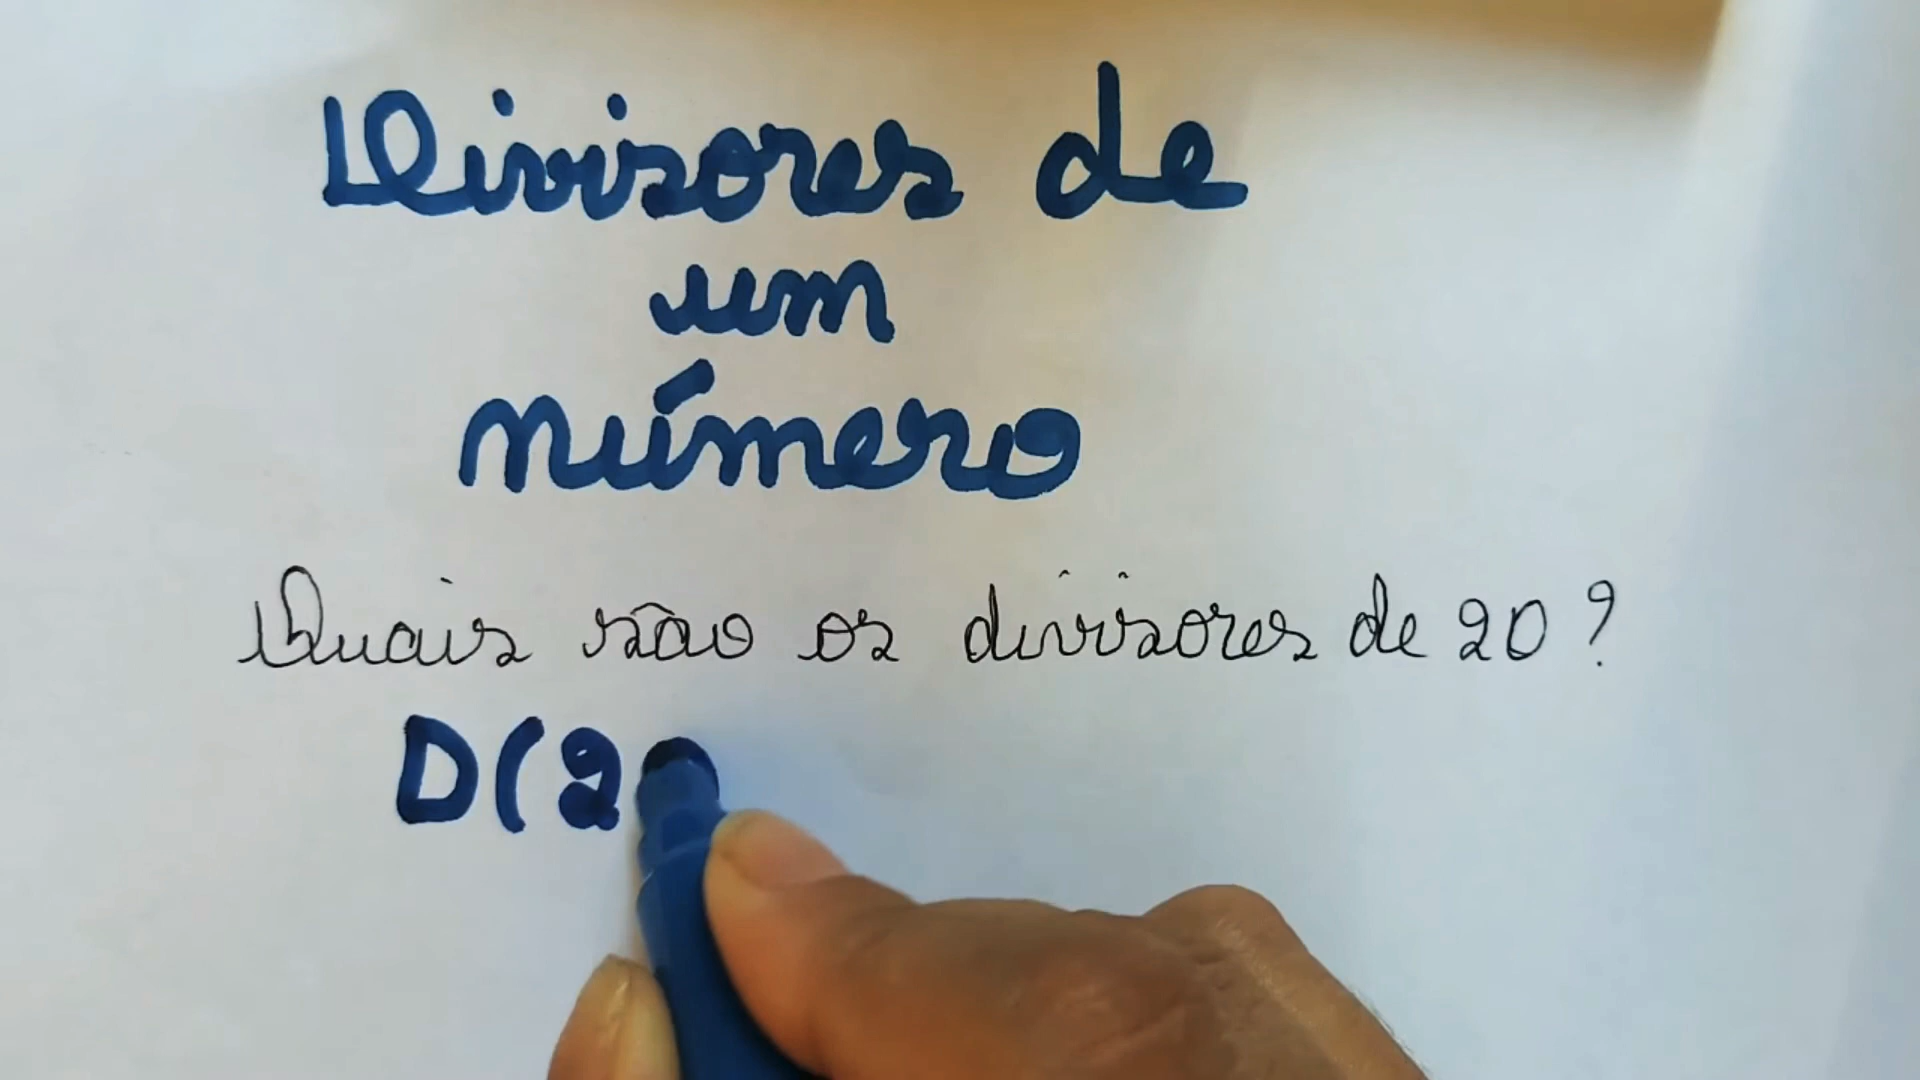 Divisores de
um
número
Quais são os divisores de 20?
D(2